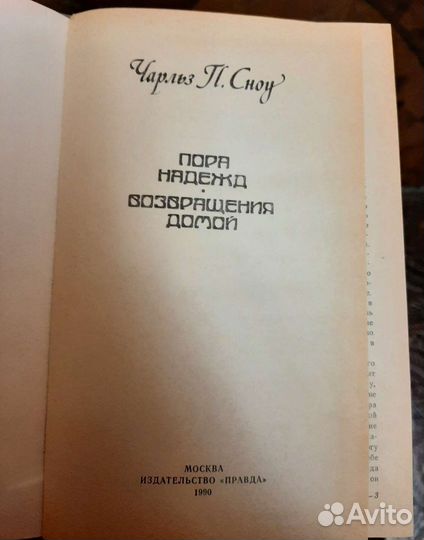 Чарльз П. Сноу
ПОРА
НАДЕЖД
·
ВОЗВРАЩЕНИЯ
ДОМОЙ
МОСКВА
ИЗДАТЕЛЬСТВО «ПРАВДА»
1990
Avito